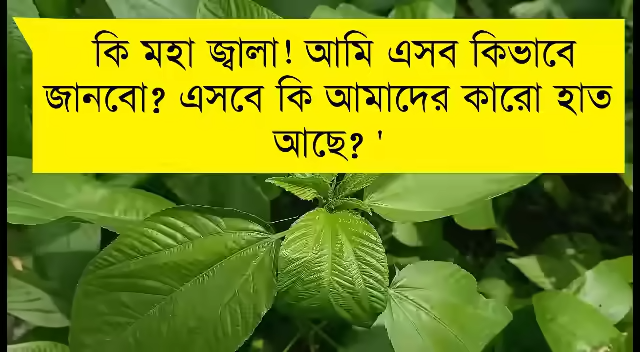 কি মহা জ্বালা! আমি এসব কিভাবে
জানবো? এসবে কি আমাদের কারো হাত
আছে? '